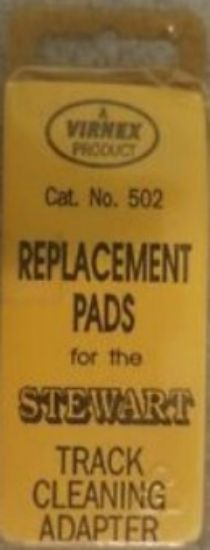 A
VIRNEX
PRODUCT
Cat. No. 502
REPLACEMENT
PADS
for the
STEWART
TRACK
CLEANING
ADAPTER